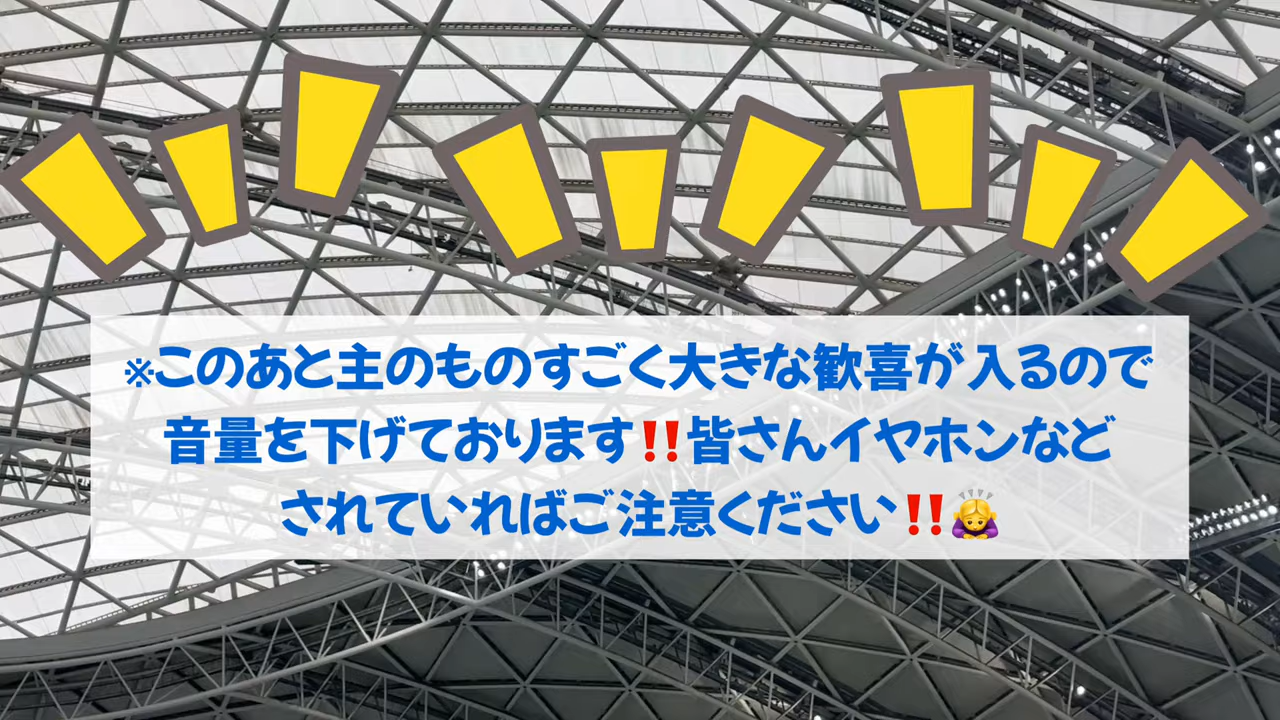 ※このあと主のものすごく大きな歓喜が入るので
音量を下げております‼️皆さんイヤホンなど
されていればご注意ください‼️🙇‍♀️